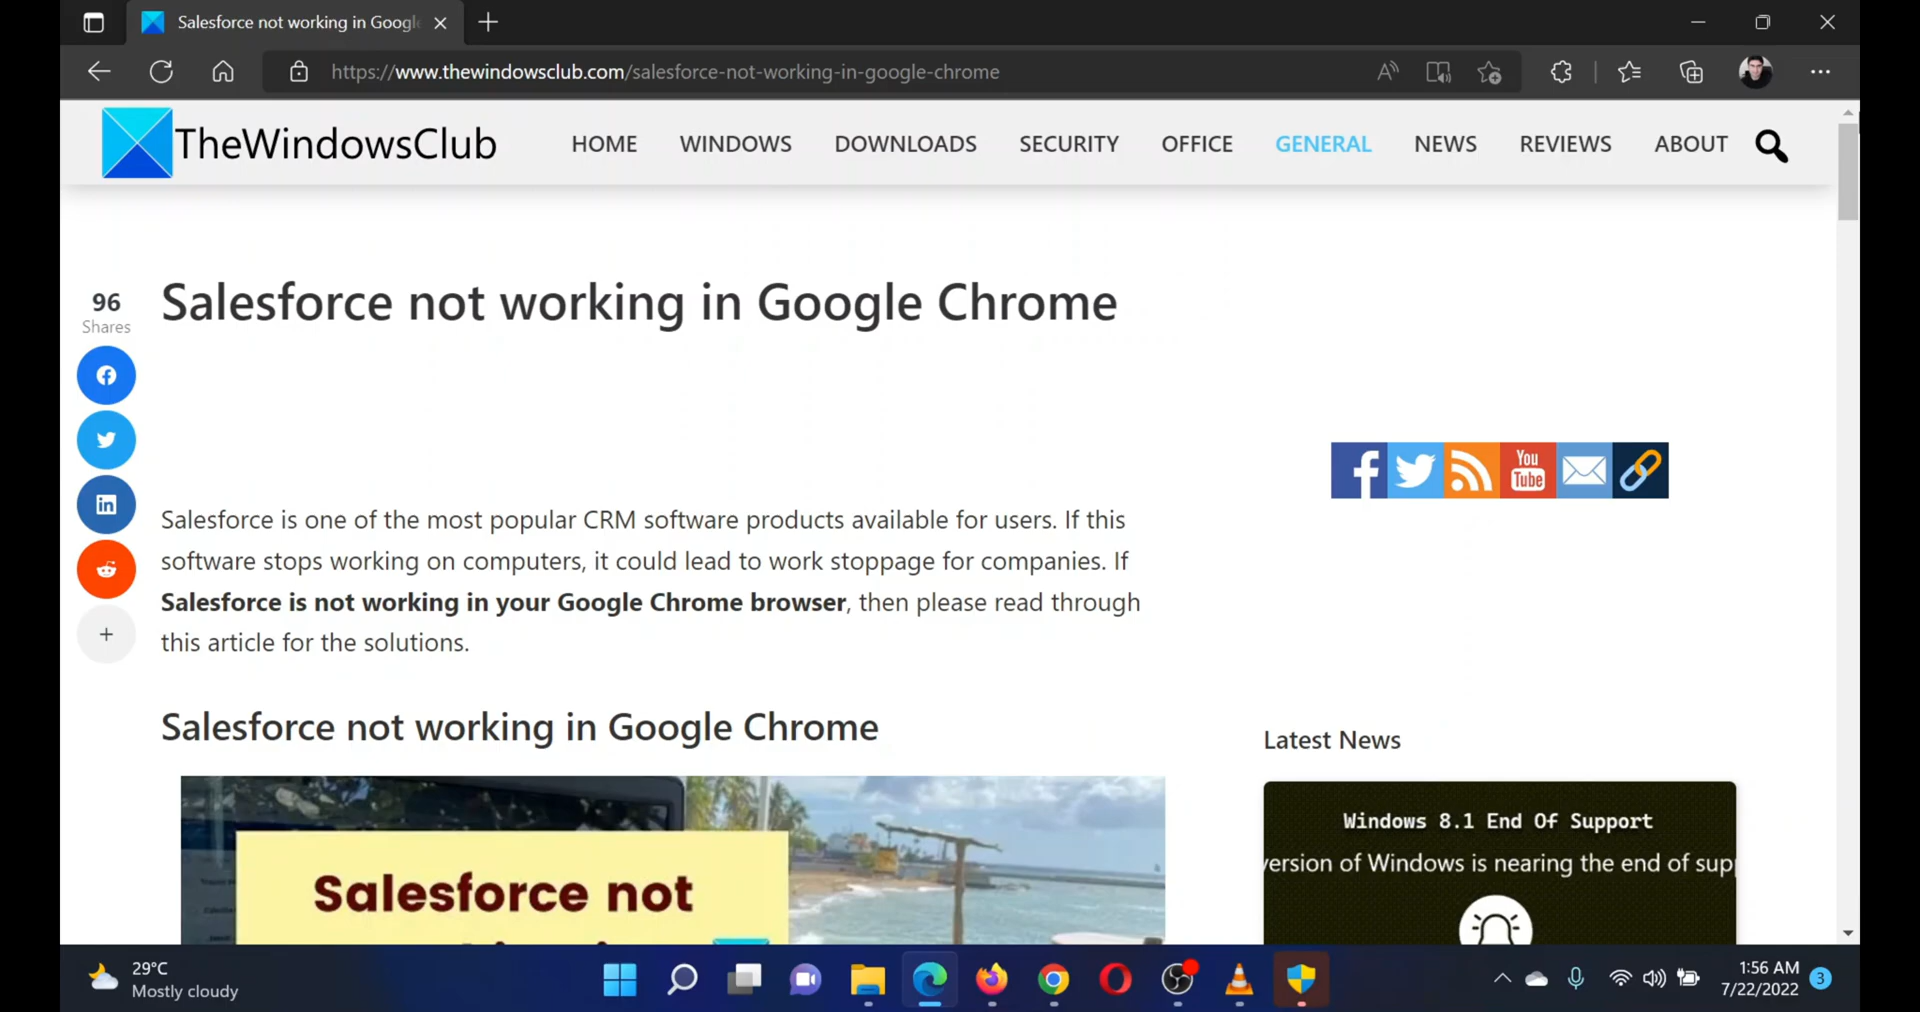 Salesforce not working in Googl
https://www.thewindowsclub.com/salesforce-not-working-in-google-chrome
TheWindowsClub
HOME WINDOWS DOWNLOADS SECURITY OFFICE GENERAL NEWS REVIEWS ABOUT
96
Shares
Salesforce not working in Google Chrome
You
Tube
Salesforce is one of the most popular CRM software products available for users. If this
software stops working on computers, it could lead to work stoppage for companies. If
Salesforce is not working in your Google Chrome browser, then please read through
this article for the solutions.
Salesforce not working in Google Chrome
Salesforce not
Latest News
Windows 8.1 End Of Support
version of Windows is nearing the end of supp
29°C
Mostly cloudy
1:56 AM
7/22/2022
3